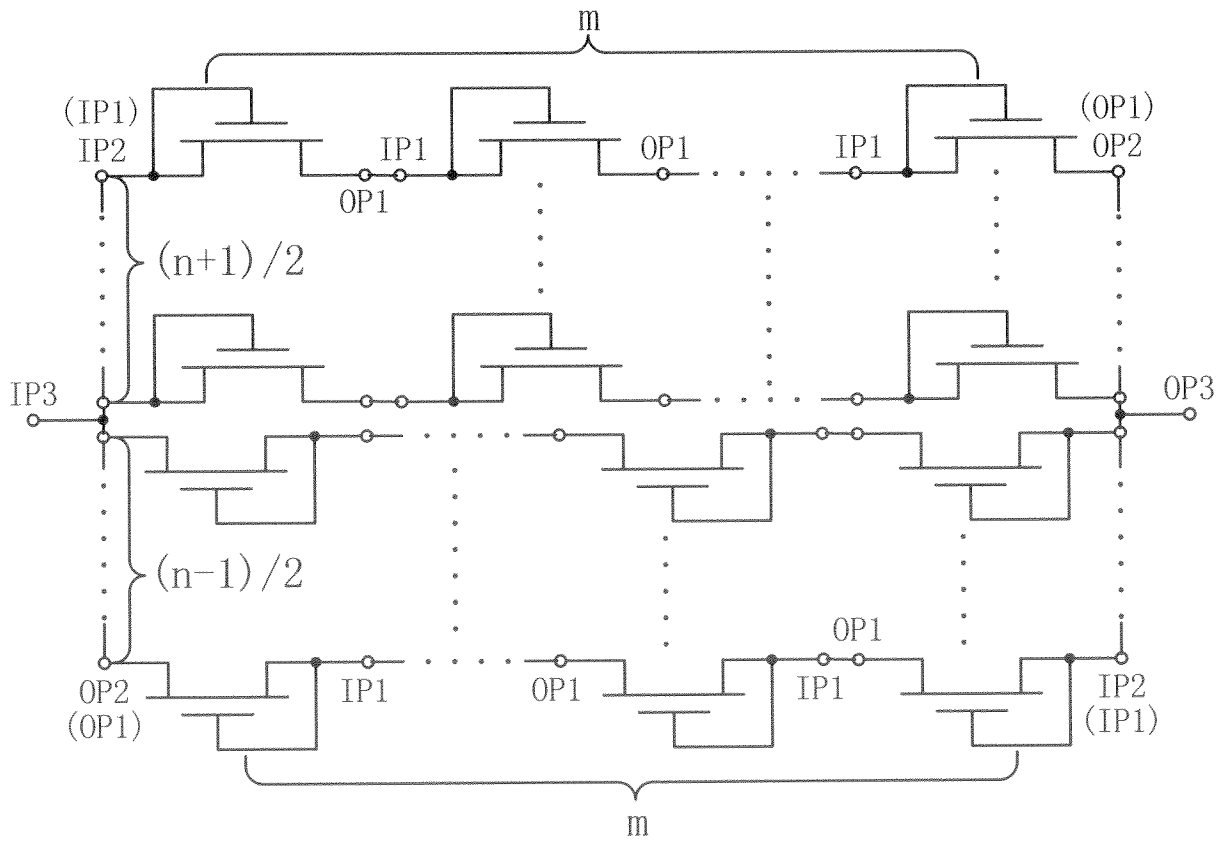 m
(IP1)
IP2
IP1
OP1
OP1
IP1
(OP1)
OP2
(n+1)/2
IP3
OP3
(n-1)/2
OP2
(OP1)
IP1
OP1
IP1
OP1
IP2
(IP1)
m